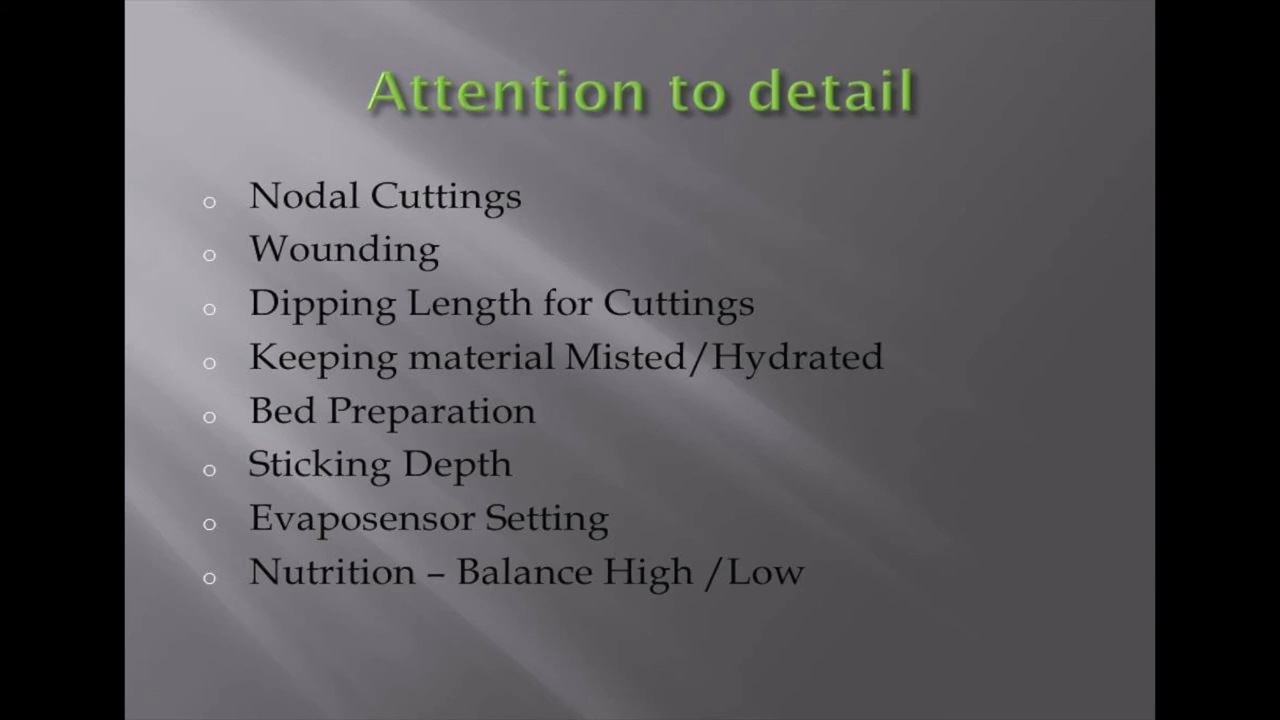 Attention to detail
Nodal Cuttings
Wounding
Dipping Length for Cuttings
Keeping material Misted/Hydrated
Bed Preparation
Sticking Depth
Evaposensor Setting
Nutrition – Balance High /Low